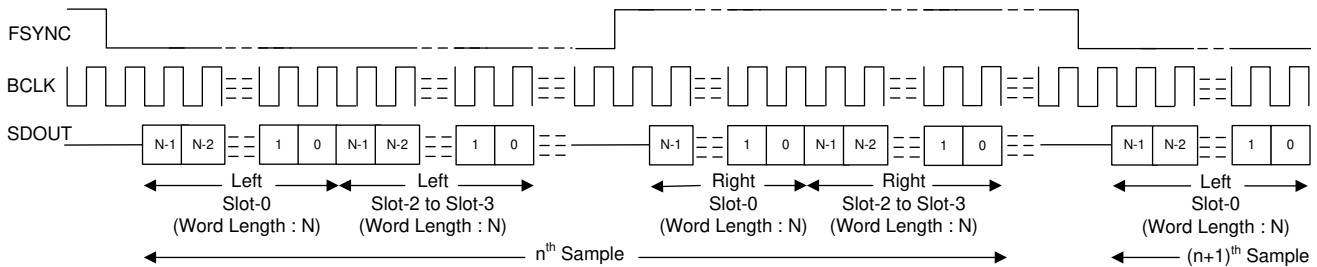 FSYNC
BCLK
SDOUT
N-1 N-2 1 0 N-1 N-2 1 0 N-1 1 0 N-1 N-2 1 0 N-1 N-2 1 0
Left Left Right Right Left
Slot-0 Slot-2 to Slot-3 Slot-0 Slot-2 to Slot-3 Slot-0
(Word Length : N) (Word Length : N) (Word Length : N) (Word Length : N) (Word Length : N)
nth Sample (n+1)th Sample